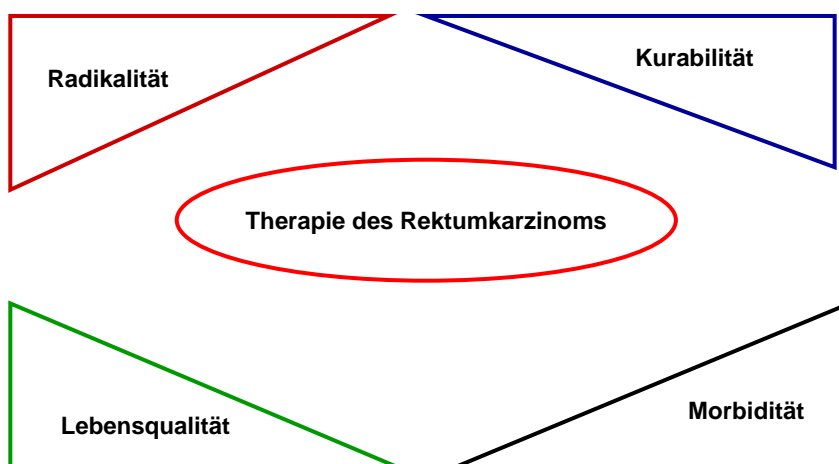 Radikalität
Kurabilität
Therapie des Rektumkarzinoms
Lebensqualität
Morbidität